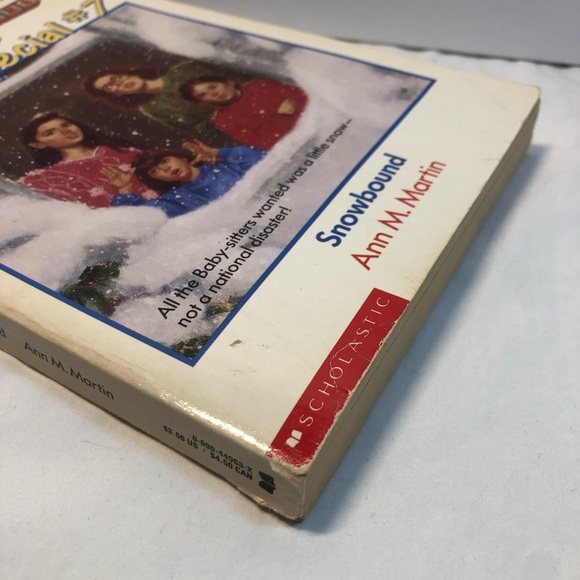 ecial #7
All the Baby-sitters wanted was a little snow—
not a national disaster!
Snowbound
Ann M. Martin
SCHOLASTIC
Ann M. Martin
$3.50 US / $4.50 CAN